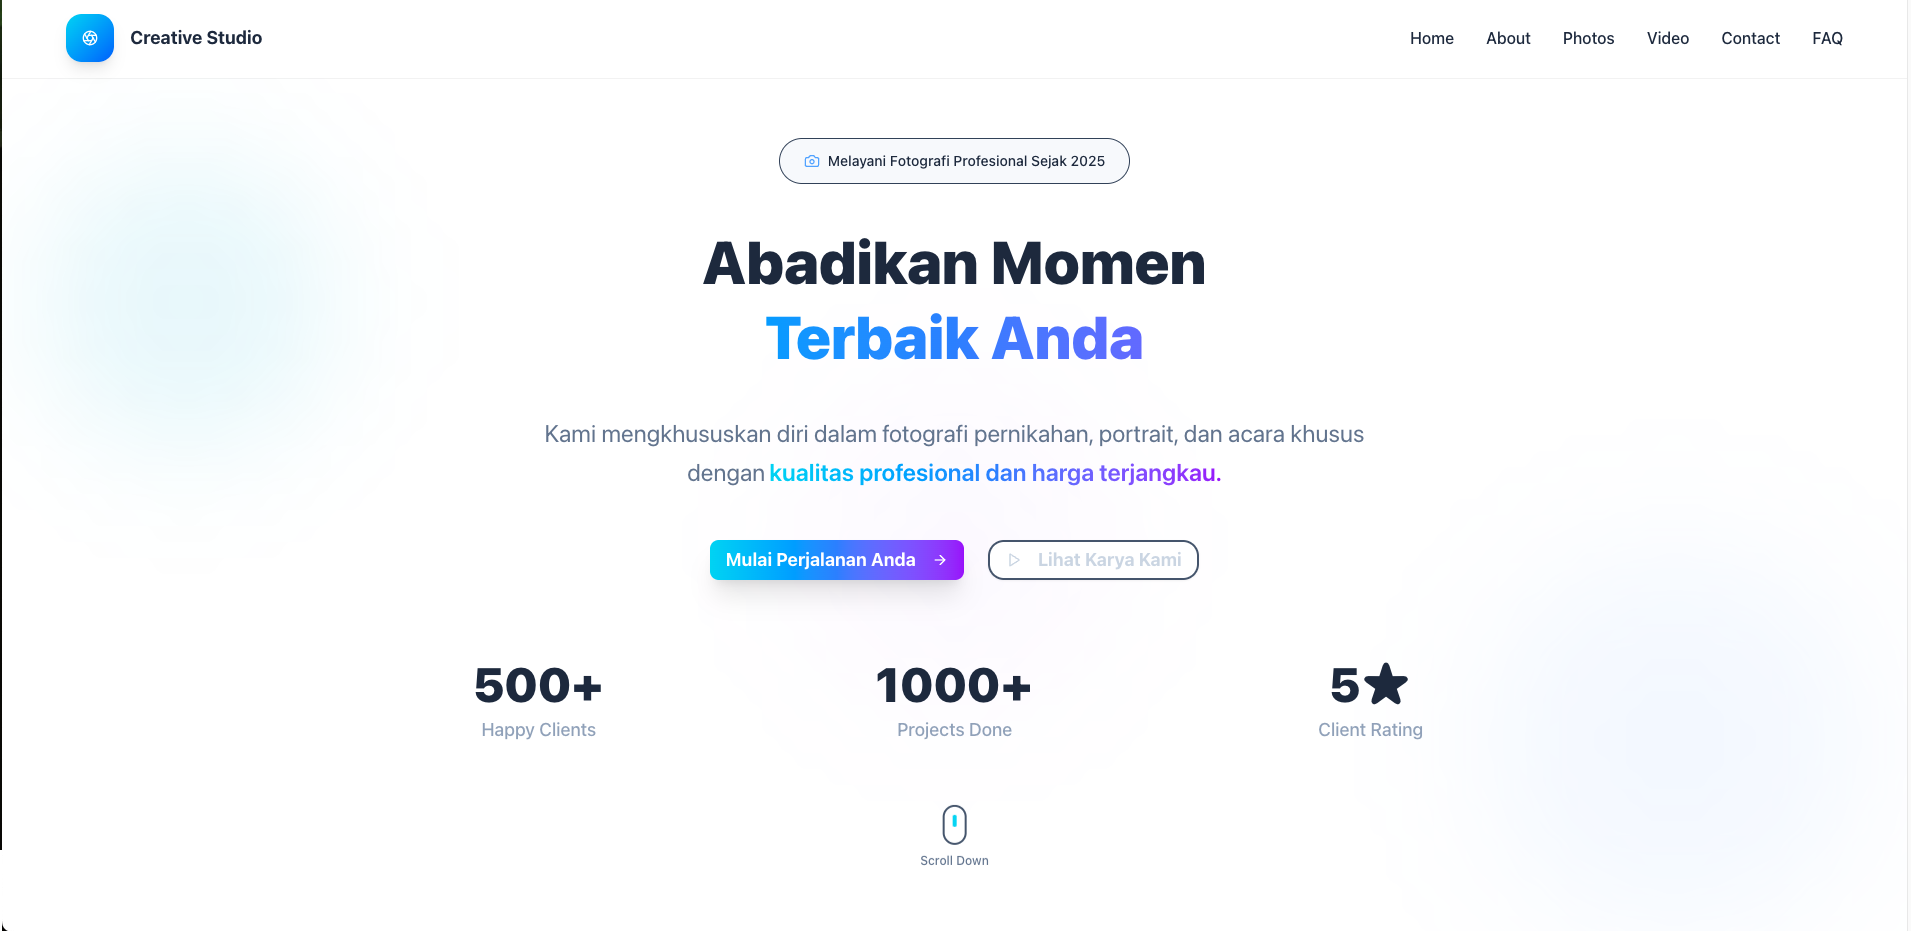 Creative Studio
Home
About
Photos
Video
Contact
FAQ
Melayani Fotografi Profesional Sejak 2025
Abadikan Momen
Terbaik Anda
Kami mengkhususkan diri dalam fotografi pernikahan, portrait, dan acara khusus
dengan kualitas profesional dan harga terjangkau.
Mulai Perjalanan Anda →
Lihat Karya Kami
500+
Happy Clients
1000+
Projects Done
5★
Client Rating
Scroll Down